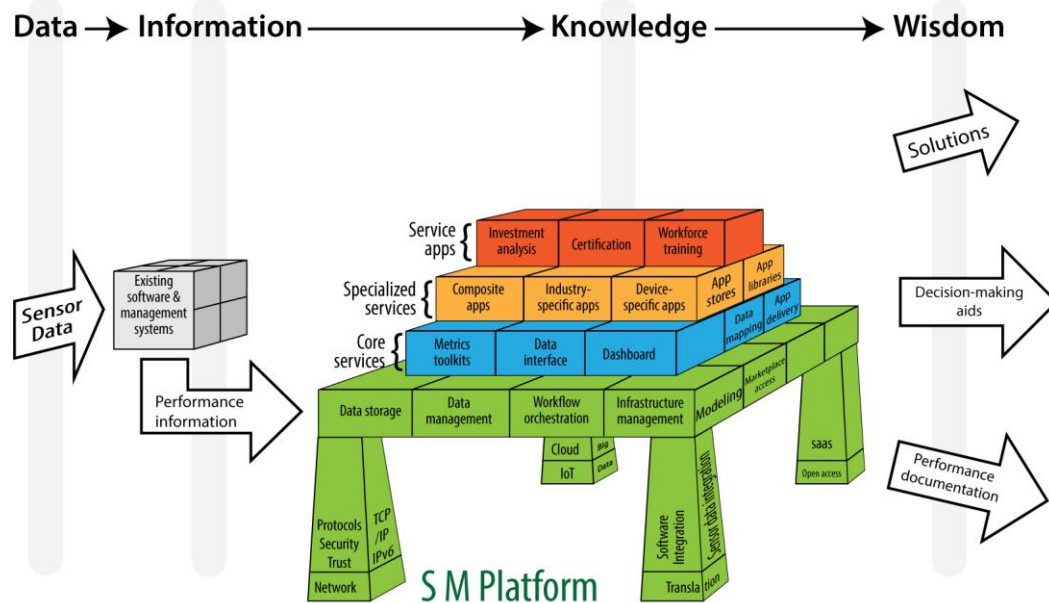 Data
Information
Knowledge
Wisdom
Solutions
Service
apps
Investment
analysis
Certification
Workforce
training
Specialized
services
Composite
apps
Industry-
specific apps
Device-
specific apps
App
stores
App
libraries
Core
services
Metrics
toolkits
Data
interface
Dashboard
Data
mapping
App
delivery
Sensor
Data
Existing
software &
management
systems
Performance
information
Decision-making
aids
Data storage
Data
management
Workflow
orchestration
Infrastructure
management
Modeling
Marketplace
access
Cloud
Big
IoT
Data
saas
Open access
Performance
documentation
Protocols
Security
Trust
TCP
/IP
IPv6
Network
Software
Integration
Sensor data integration
Translation
S M Platform